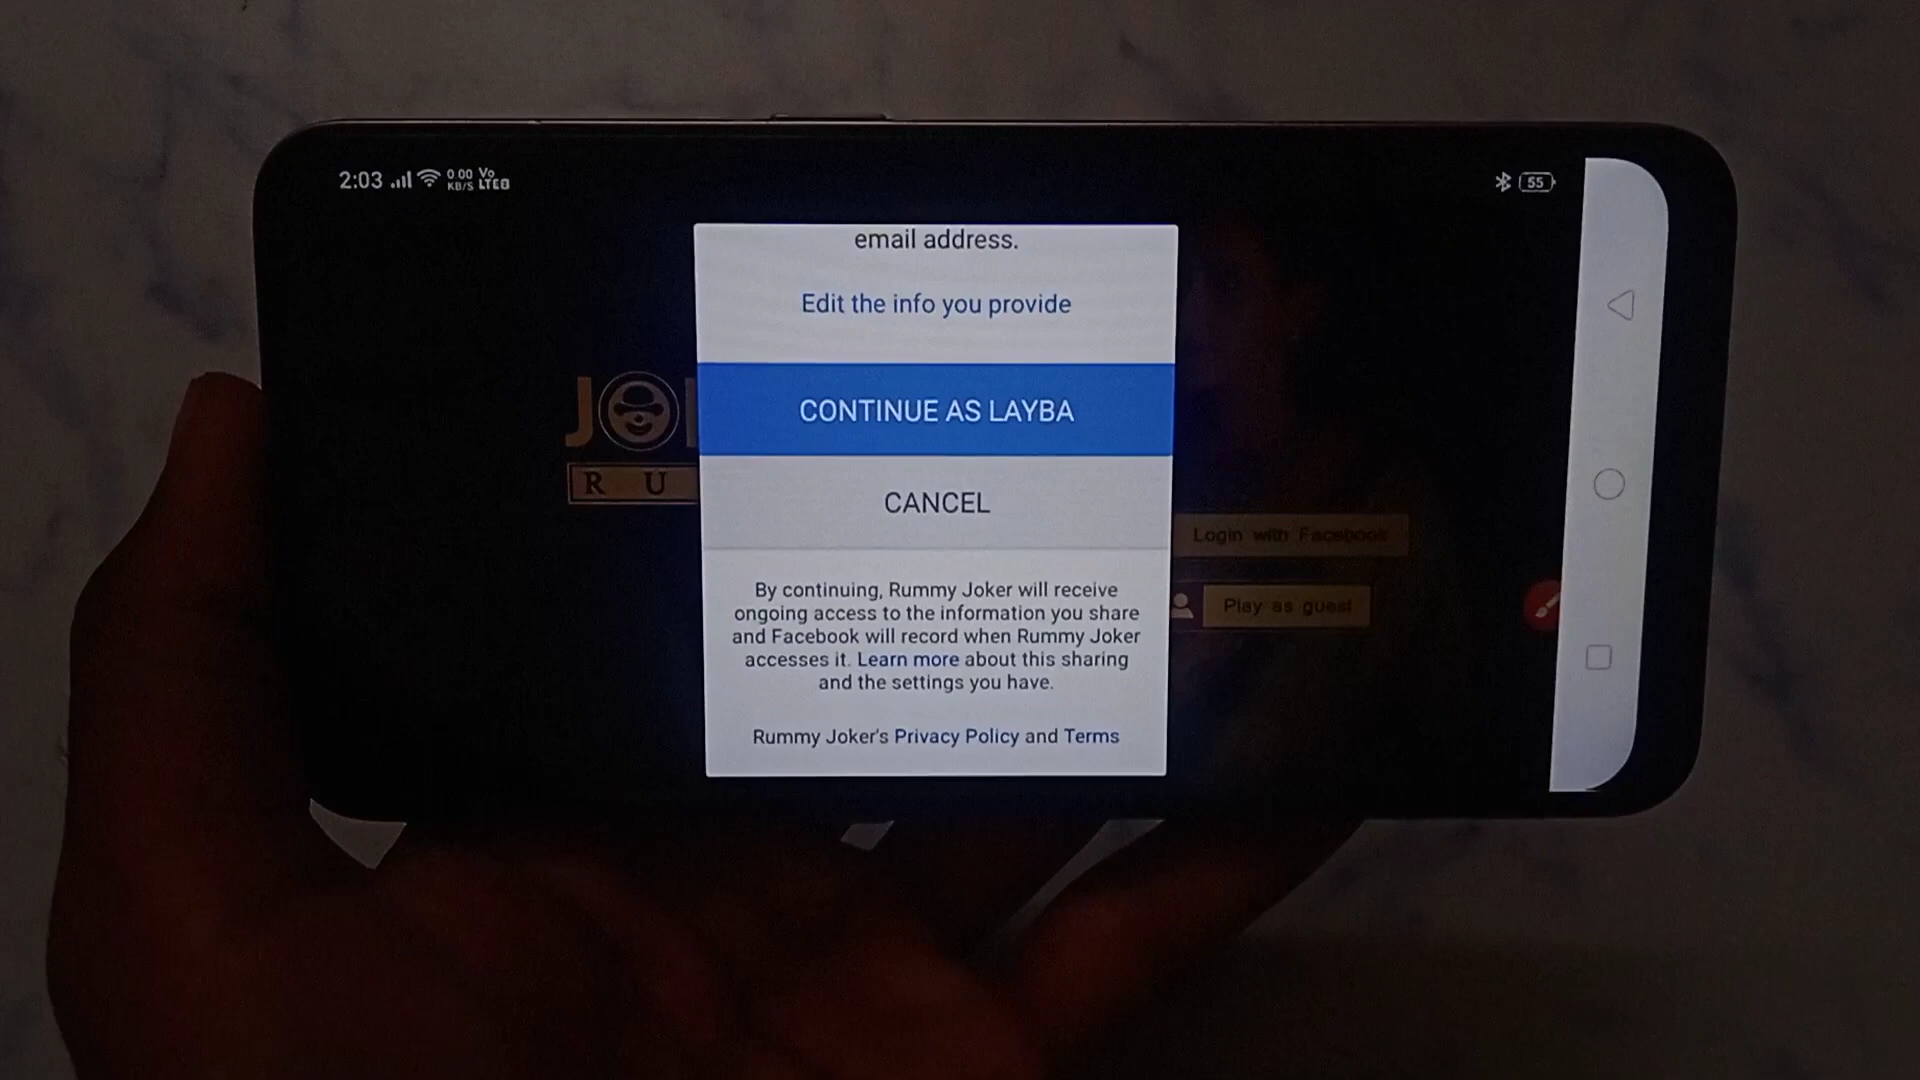 2:03
0.00 KB/S
Vo LTE
55
email address.
Edit the info you provide
CONTINUE AS LAYBA
CANCEL
By continuing, Rummy Joker will receive
ongoing access to the information you share
and Facebook will record when Rummy Joker
accesses it. Learn more about this sharing
and the settings you have.
Rummy Joker's Privacy Policy and Terms
JO
R U
Login with Facebook
Play as guest